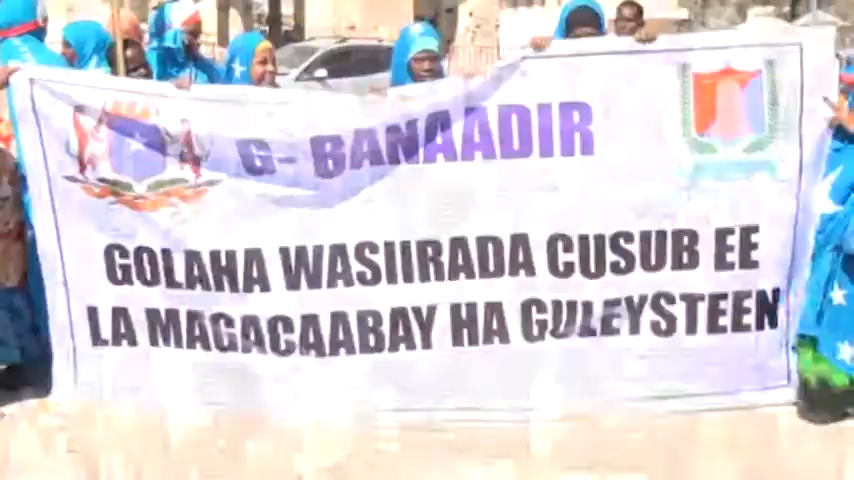 G- BANAADIR
GOLAHA WASIIRADA CUSUB EE
LA MAGACAABAY HA GULEYSTEEN